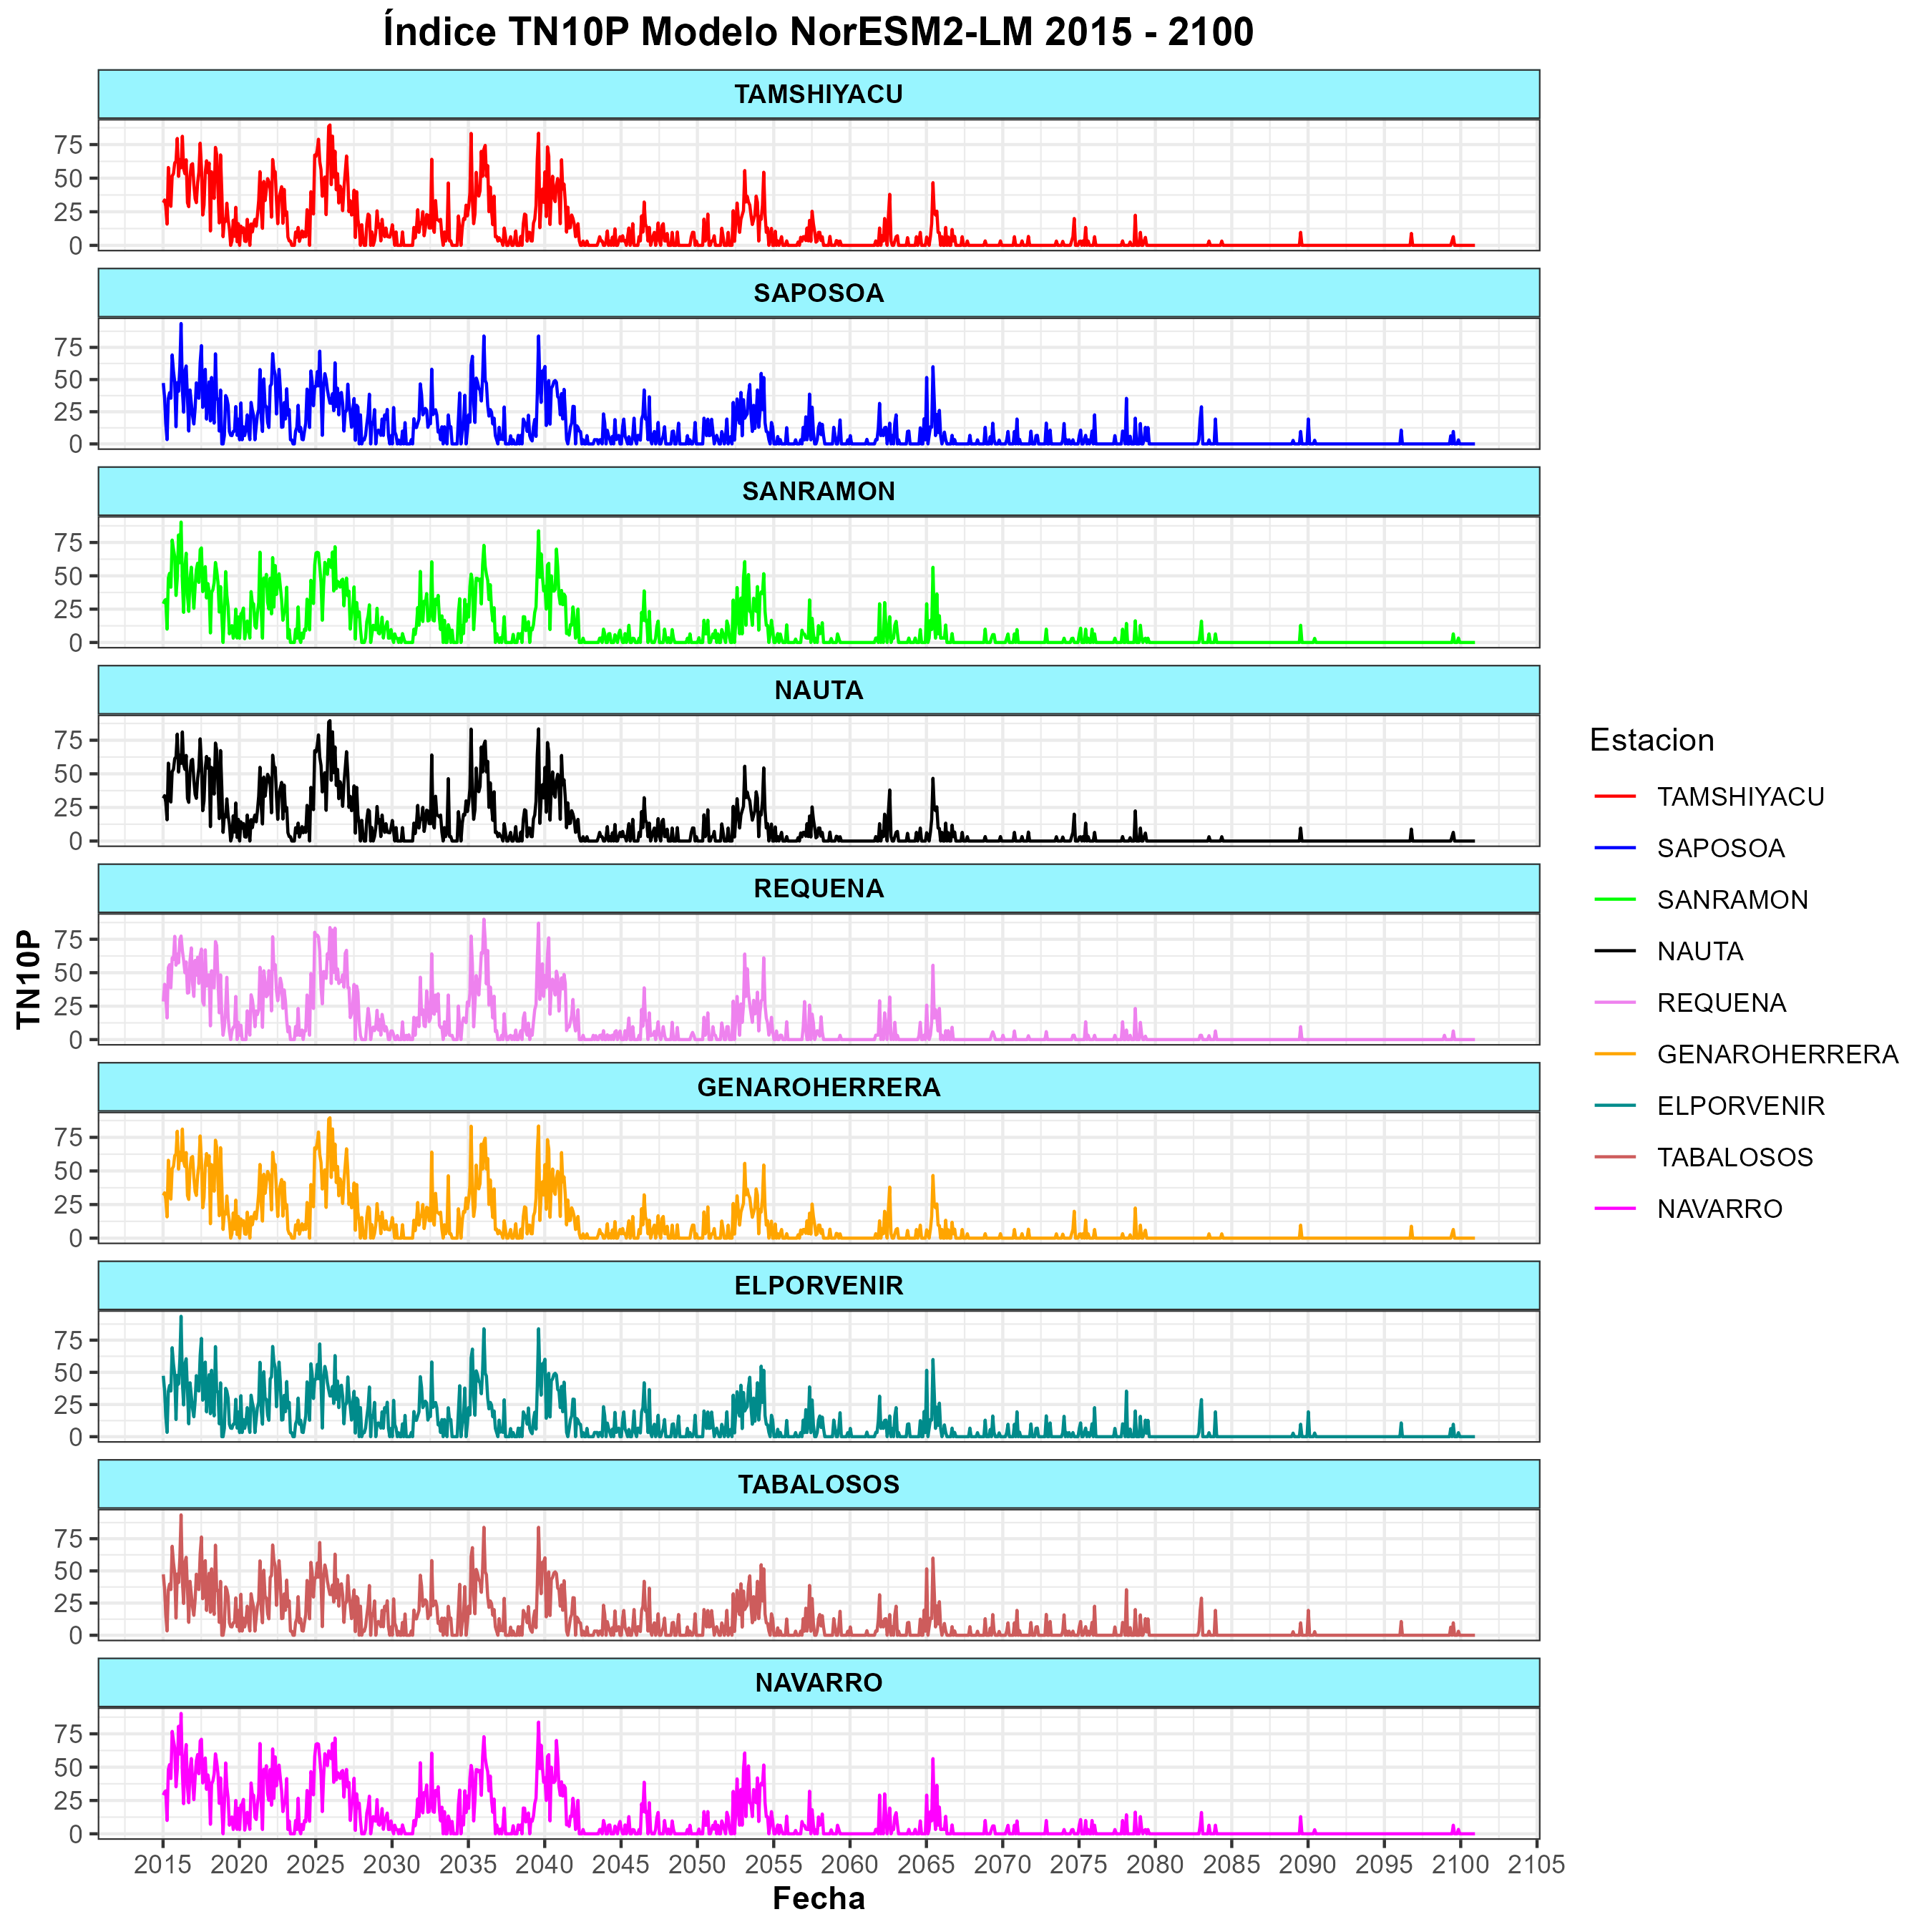 Índice TN10P Modelo NorESM2-LM 2015 - 2100
TAMSHIYACU
75
50
25
0
SAPOSOA
75
50
25
0
SANRAMON
75
50
25
0
NAUTA
75
50
25
0
REQUENA
75
50
25
0
GENAROHERRERA
75
50
25
0
ELPORVENIR
75
50
25
0
TABALOSOS
75
50
25
0
NAVARRO
75
50
25
0
TN10P
2015 2020 2025 2030 2035 2040 2045 2050 2055 2060 2065 2070 2075 2080 2085 2090 2095 2100 2105
Fecha
Estacion
TAMSHIYACU
SAPOSOA
SANRAMON
NAUTA
REQUENA
GENAROHERRERA
ELPORVENIR
TABALOSOS
NAVARRO